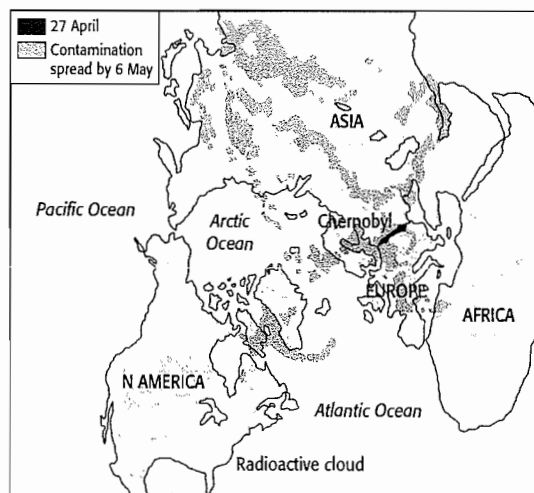 27 April
Contamination
spread by 6 May
ASIA
Pacific Ocean
Arctic
Ocean
Chernobyl
EUROPE
AFRICA
N AMERICA
Atlantic Ocean
Radioactive cloud